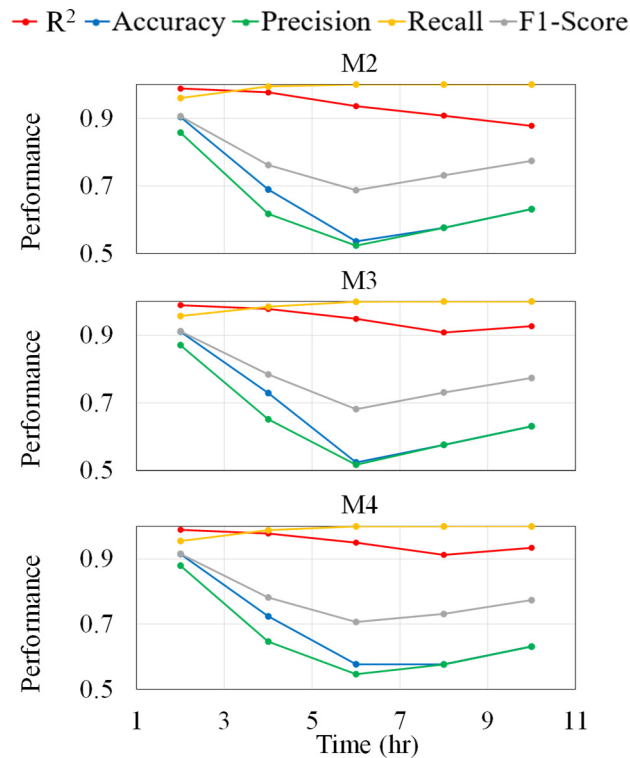 R² Accuracy Precision Recall F1-Score
M2
Performance
0.9
0.7
0.5
M3
Performance
0.9
0.7
0.5
M4
Performance
0.9
0.7
0.5
1 3 5 7 9 11
Time (hr)